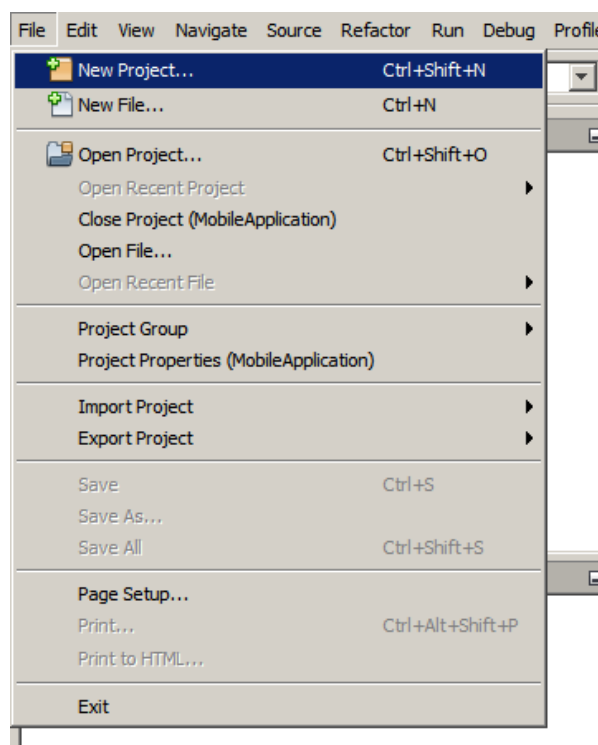 File Edit View Navigate Source Refactor Run Debug Profile
New Project... Ctrl+Shift+N
New File... Ctrl+N
Open Project... Ctrl+Shift+O
Open Recent Project
Close Project (MobileApplication)
Open File...
Open Recent File
Project Group
Project Properties (MobileApplication)
Import Project
Export Project
Save Ctrl+S
Save As...
Save All Ctrl+Shift+S
Page Setup...
Print... Ctrl+Alt+Shift+P
Print to HTML...
Exit